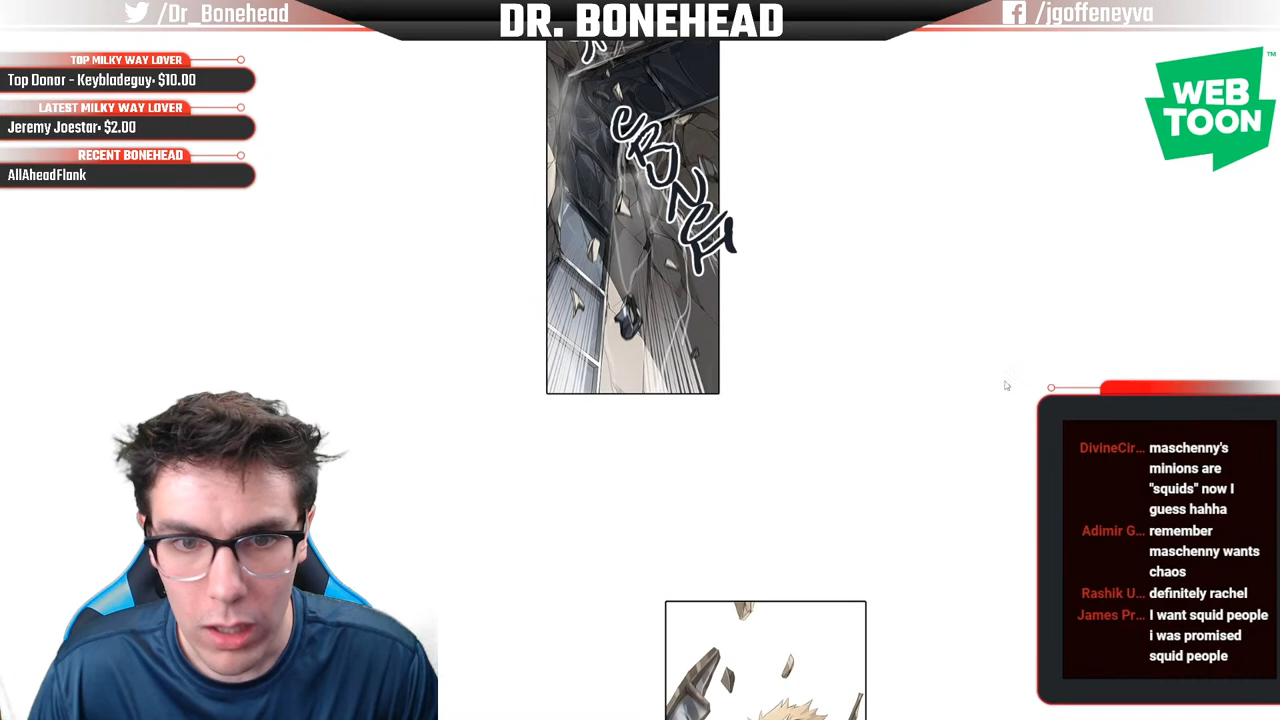 /Dr_Bonehead
DR. BONEHEAD
/jgoffeneyva
TOP MILKY WAY LOVER
Top Donor - Keybladeguy• $10.00
LATEST MILKY WAY LOVER
Jeremy Joestar• $2.00
RECENT BONEHEAD
AllAheadFlank
WEB
TOON
TM
CRUNCH
DivineCir... maschenny's
minions are
"squids" now I
guess hahha
Adimir G... remember
maschenny wants
chaos
Rashik U... definitely rachel
James Pr... I want squid people
i was promised
squid people